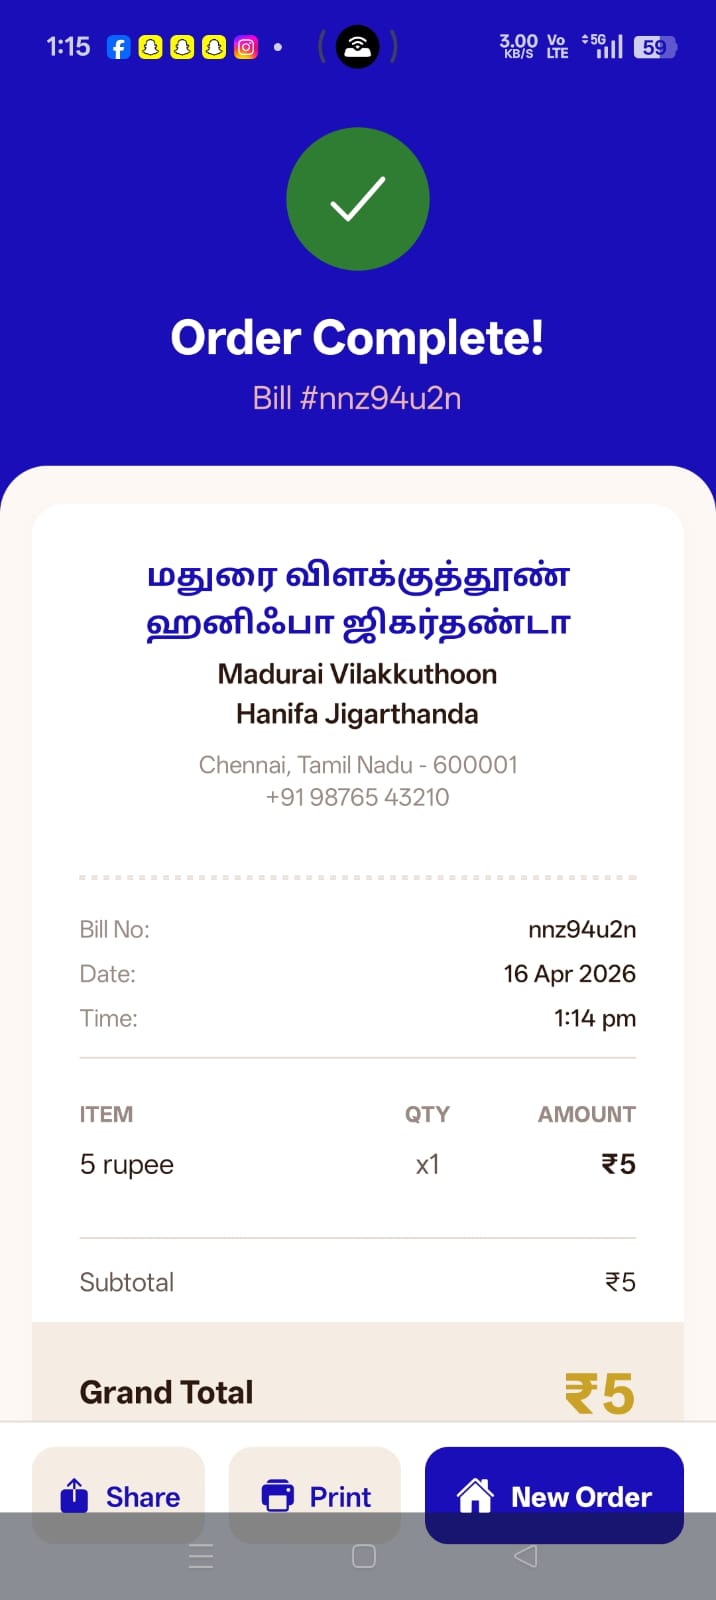 1:15
3.00 KB/S
Vo LTE
5G
59
Order Complete!
Bill #nnz94u2n
மதுரை விளக்குத்தூண்
ஹனிஃபா ஜிகர்தண்டா
Madurai Vilakkuthoon
Hanifa Jigarthanda
Chennai, Tamil Nadu - 600001
+91 98765 43210
Bill No: nnz94u2n
Date: 16 Apr 2026
Time: 1:14 pm
ITEM QTY AMOUNT
5 rupee x1 ₹5
Subtotal ₹5
Grand Total ₹5
Share Print New Order